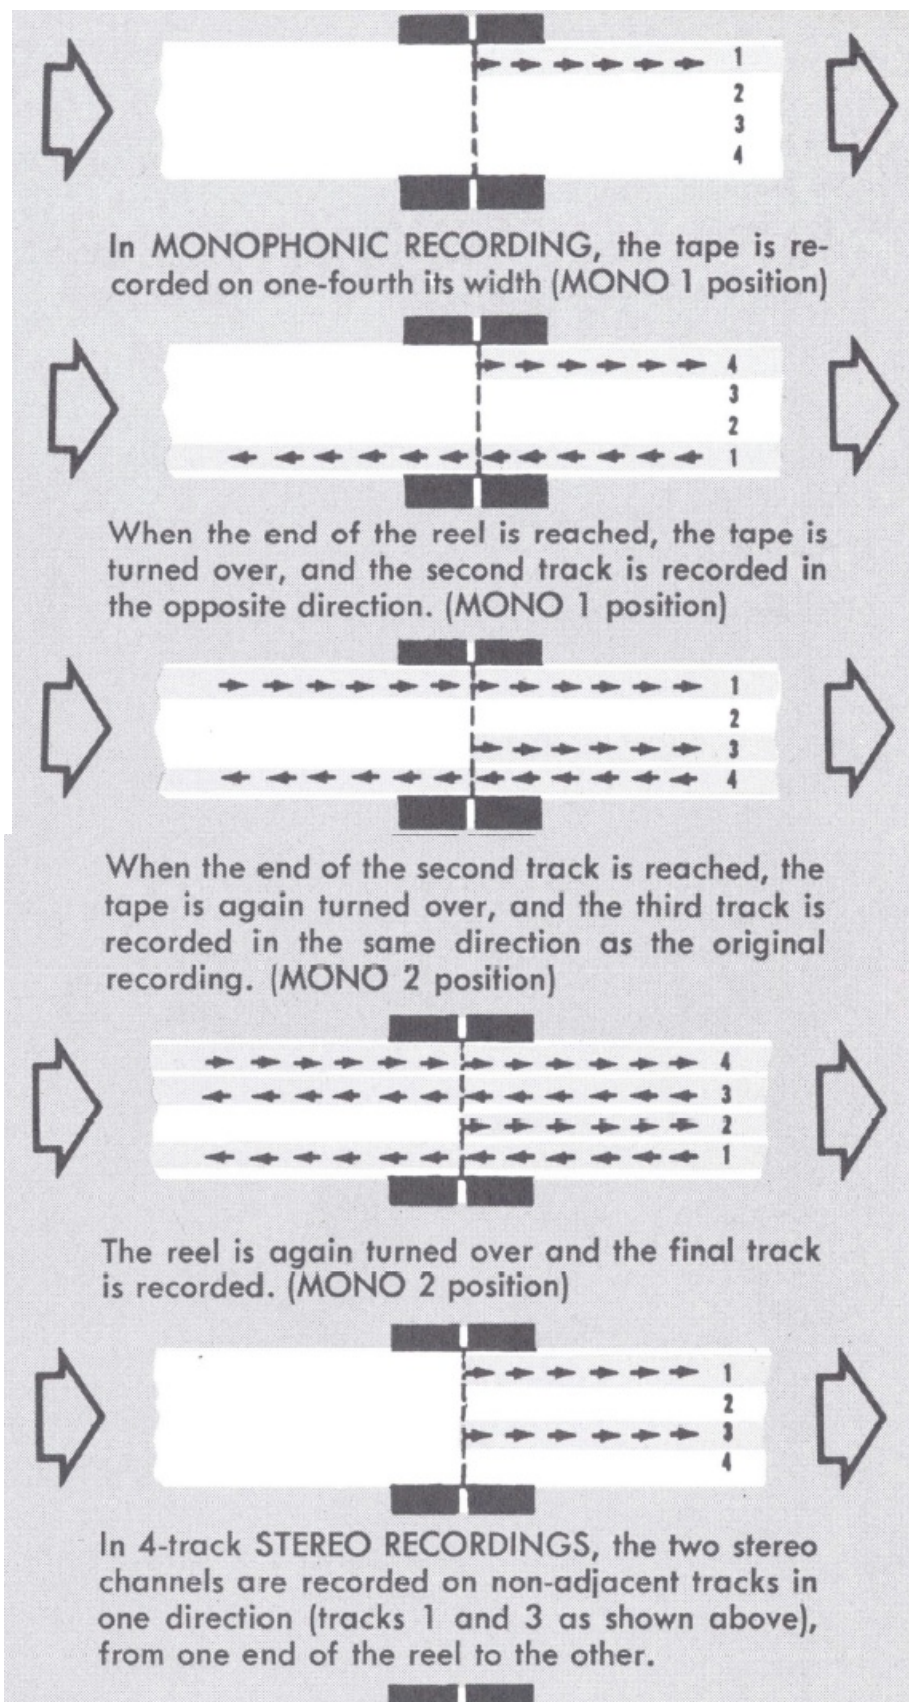 1
2
3
4
In MONOPHONIC RECORDING, the tape is re-
corded on one-fourth its width (MONO 1 position)
4
3
2
1
When the end of the reel is reached, the tape is
turned over, and the second track is recorded in
the opposite direction. (MONO 1 position)
1
2
3
4
When the end of the second track is reached, the
tape is again turned over, and the third track is
recorded in the same direction as the original
recording. (MONO 2 position)
4
3
2
1
The reel is again turned over and the final track
is recorded. (MONO 2 position)
1
2
3
4
In 4-track STEREO RECORDINGS, the two stereo
channels are recorded on non-adjacent tracks in
one direction (tracks 1 and 3 as shown above),
from one end of the reel to the other.